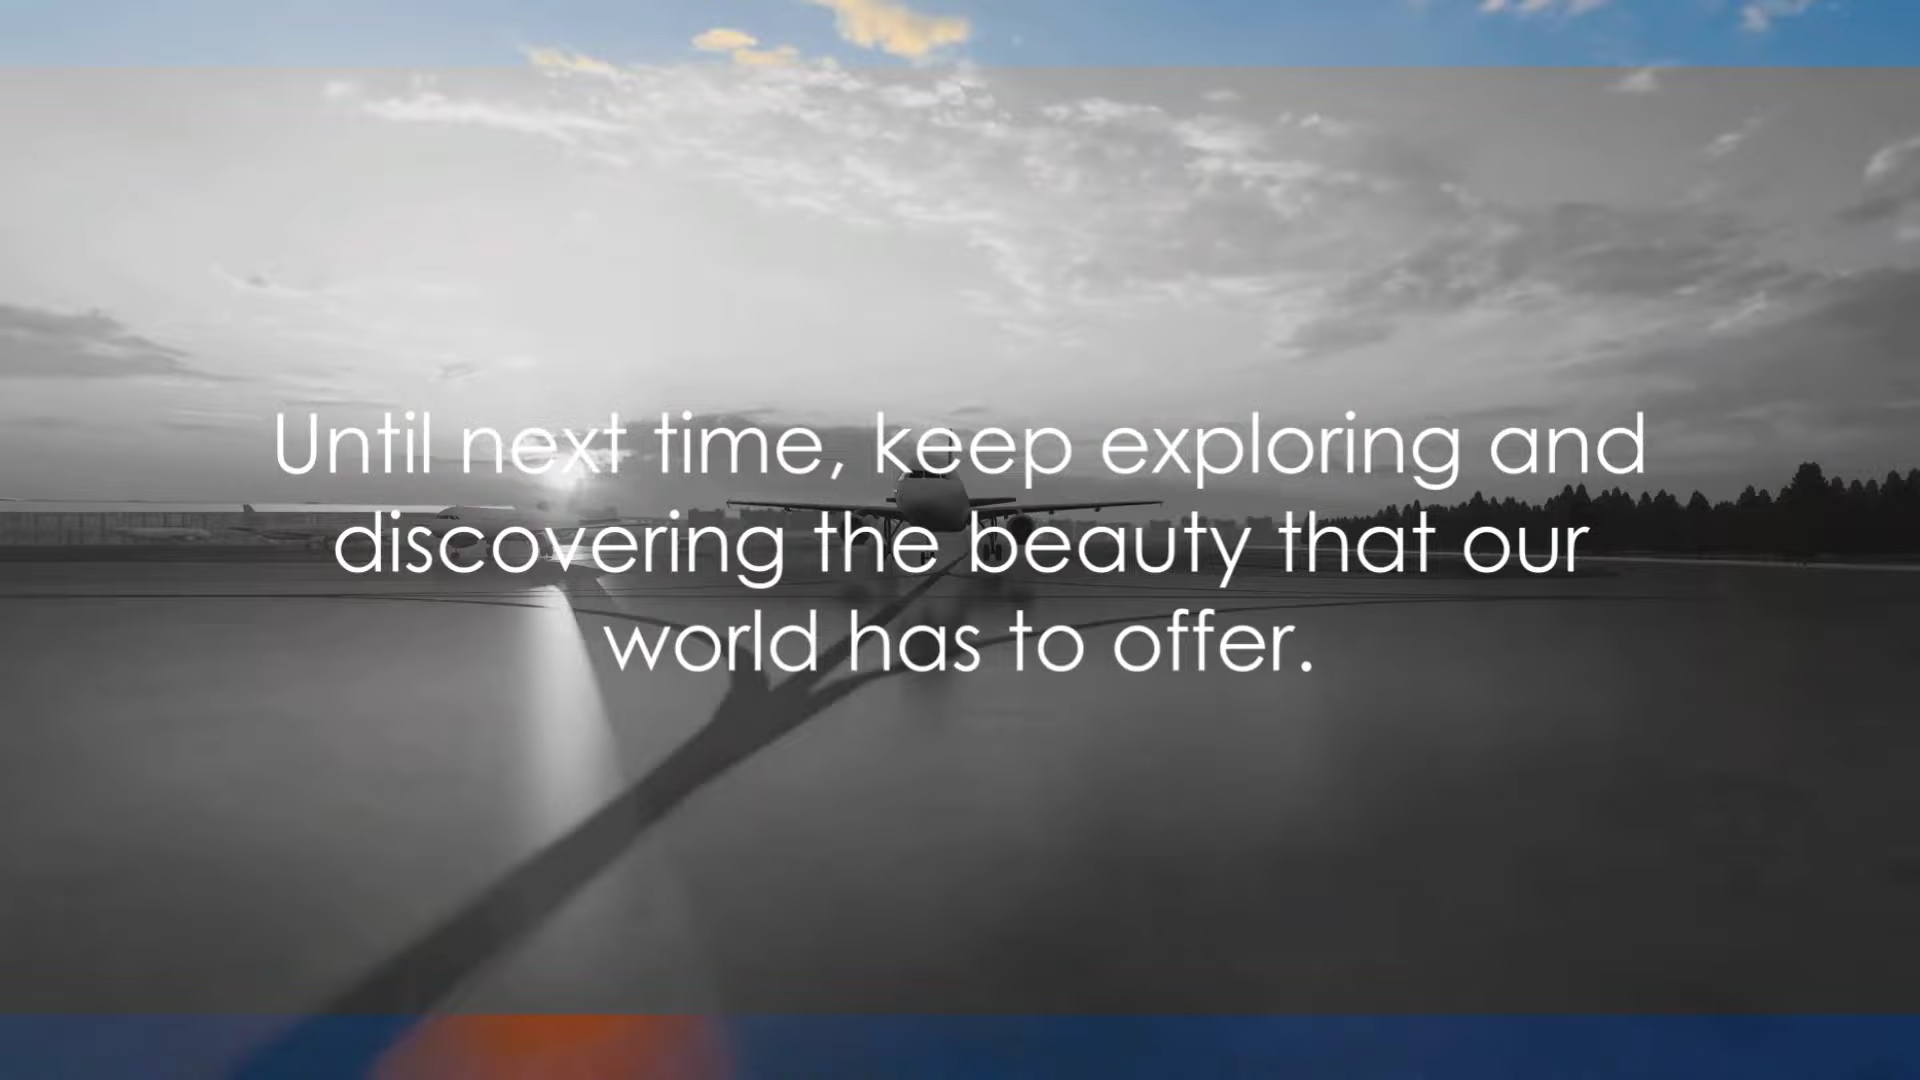 Until next time, keep exploring and
discovering the beauty that our
world has to offer.